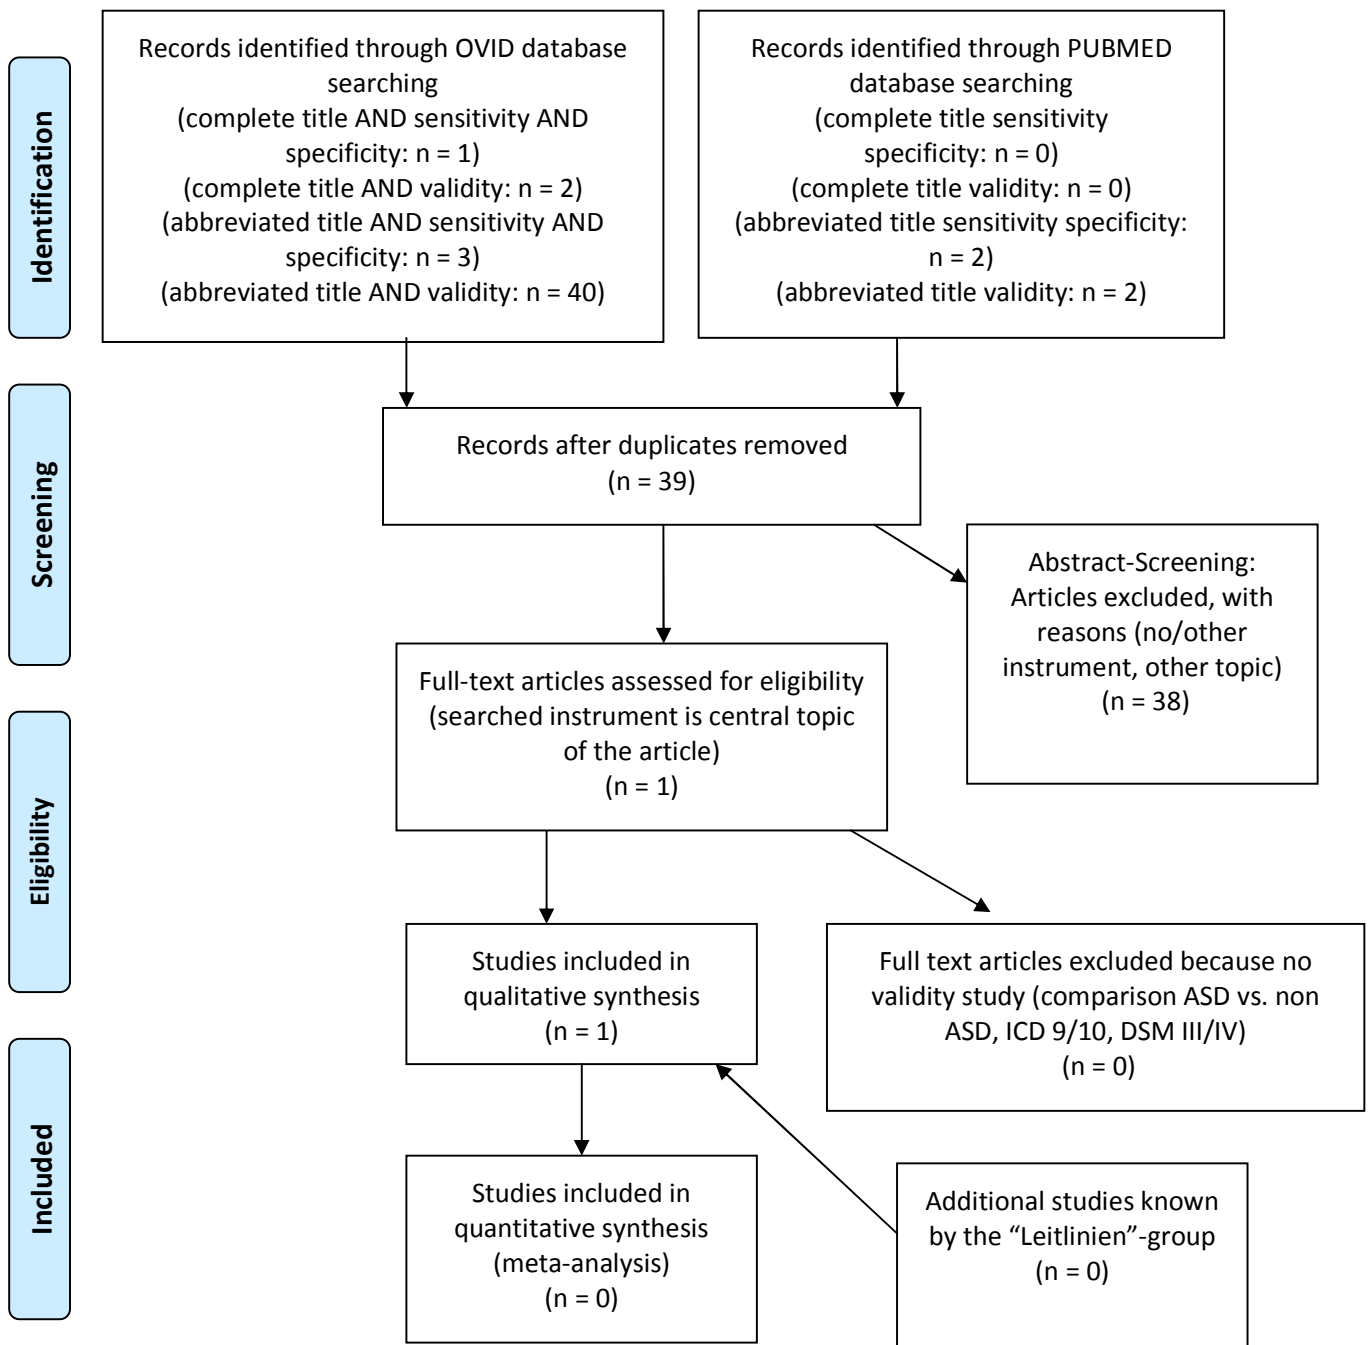 Records identified through OVID database
searching
(complete title AND sensitivity AND
specificity: n = 1)
(complete title AND validity: n = 2)
(abbreviated title AND sensitivity AND
specificity: n = 3)
(abbreviated title AND validity: n = 40)
Records identified through PUBMED
database searching
(complete title sensitivity
specificity: n = 0)
(complete title validity: n = 0)
(abbreviated title sensitivity specificity:
n = 2)
(abbreviated title validity: n = 2)
Identification
Records after duplicates removed
(n = 39)
Screening
Abstract-Screening:
Articles excluded, with
reasons (no/other
instrument, other topic)
(n = 38)
Full-text articles assessed for eligibility
(searched instrument is central topic
of the article)
(n = 1)
Eligibility
Studies included in
qualitative synthesis
(n = 1)
Full text articles excluded because no
validity study (comparison ASD vs. non
ASD, ICD 9/10, DSM III/IV)
(n = 0)
Included
Studies included in
quantitative synthesis
(meta-analysis)
(n = 0)
Additional studies known
by the “Leitlinien”-group
(n = 0)